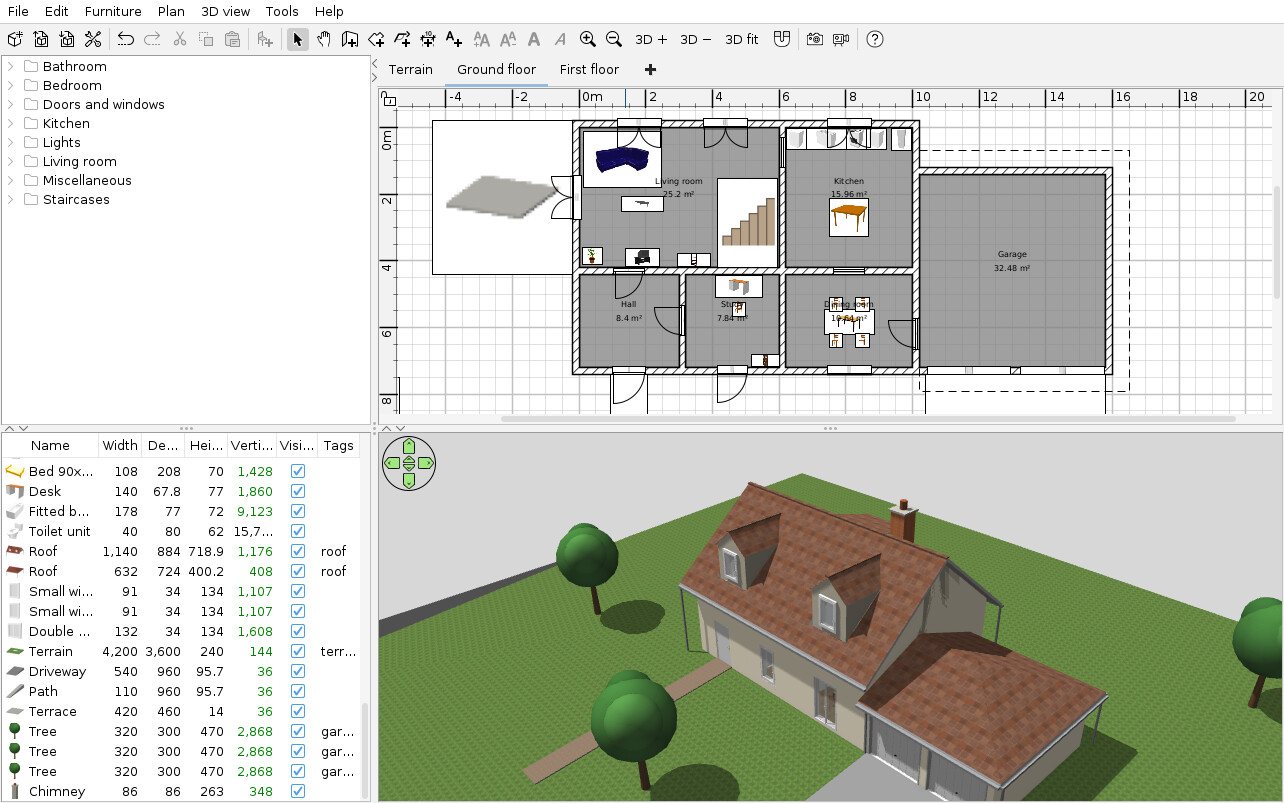 File Edit Furniture Plan 3D view Tools Help
3D + 3D − 3D fit
Bathroom
Bedroom
Doors and windows
Kitchen
Lights
Living room
Miscellaneous
Staircases
Terrain Ground floor First floor
-4 -2 0m 2 4 6 8 10 12 14 16 18 20
0m
2
4
6
8
Living room
25.2 m²
Kitchen
15.96 m²
Garage
32.48 m²
Hall
8.4 m²
Study
7.84 m²
Dining room
10.64 m²
Name Width De... Hei... Verti... Visi... Tags
Bed 90x... 108 208 70 1,428
Desk 140 67.8 77 1,860
Fitted b... 178 77 72 9,123
Toilet unit 40 80 62 15,7...
Roof 1,140 884 718.9 1,176 roof
Roof 632 724 400.2 408 roof
Small wi... 91 34 134 1,107
Small wi... 91 34 134 1,107
Double ... 132 34 134 1,608
Terrain 4,200 3,600 240 144 terr...
Driveway 540 960 95.7 36
Path 110 960 95.7 36
Terrace 420 460 14 36
Tree 320 300 470 2,868 gar...
Tree 320 300 470 2,868 gar...
Tree 320 300 470 2,868 gar...
Chimney 86 86 263 348